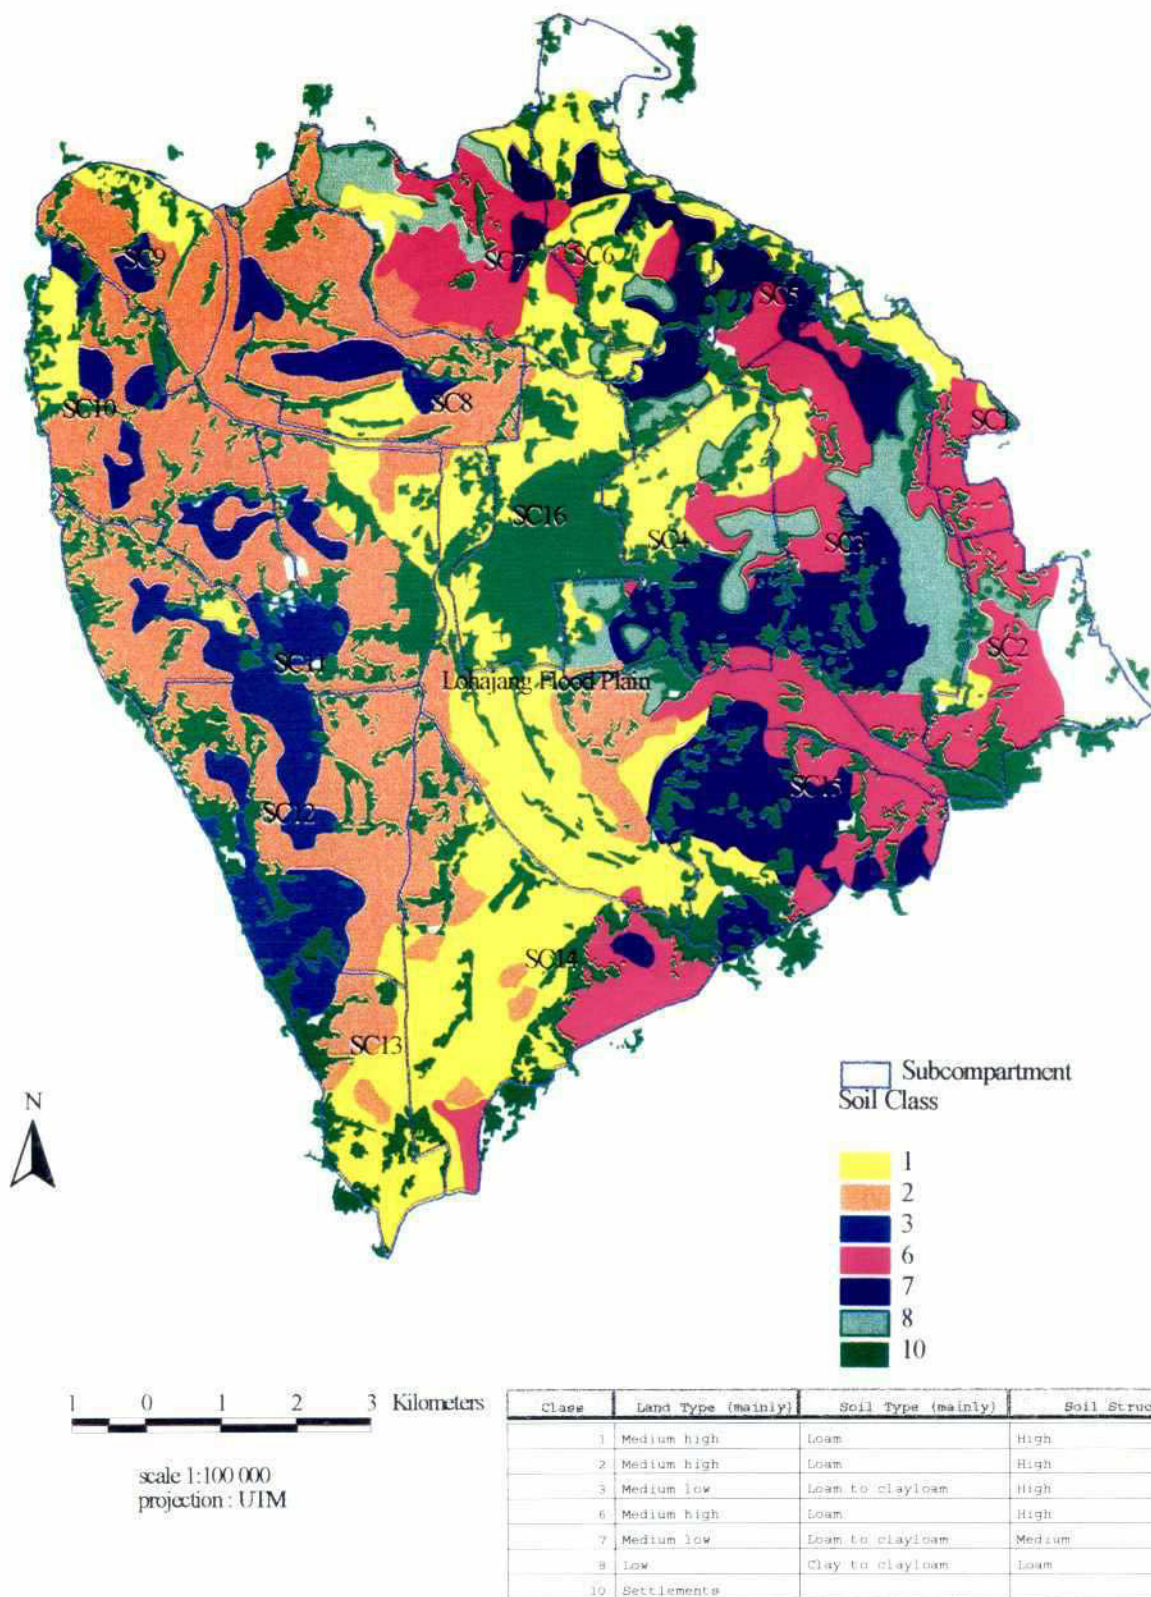 SC9
SC7
SC6
SC5
SC10
SC8
SC1
SC16
SC4
SC3
SC11
SC2
Lohajang Flood Plain
SC12
SC15
SC14
SC13
N
Subcompartment
Soil Class
1
2
3
6
7
8
10
1 0 1 2 3 Kilometers
scale 1:100 000
projection : UTM
Class Land Type (mainly) Soil Type (mainly) Soil Struc
1 Medium high Loam High
2 Medium high Loam High
3 Medium low Loam to clayloam High
6 Medium high Loam High
7 Medium low Loam to clayloam Medium
8 Low Clay to clayloam Loam
10 Settlements